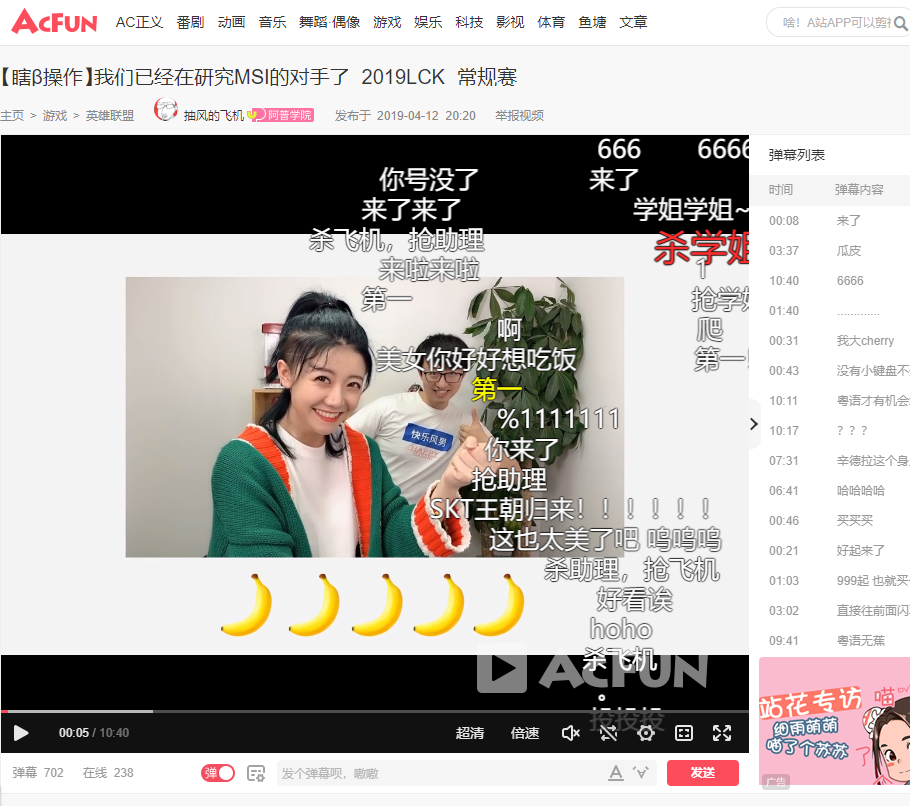 AcFun AC正义 番剧 动画 音乐 舞蹈·偶像 游戏 娱乐 科技 影视 体育 鱼塘 文章 啥！A站APP可以剪
【瞎β操作】我们已经在研究MSI的对手了 2019LCK 常规赛
主页 > 游戏 > 英雄联盟 抽风的飞机 阿普学院 发布于 2019-04-12 20:20 举报视频
666 6666
你号没了 来了
来了来了 学姐学姐~
杀飞机，抢助理 杀学姐
来啦来啦 1
第一 抢学
啊 爬
美女你好好想吃饭 第一!
第一
%1111111
你来了
抢助理
SKT王朝归来！！！！！！
这也太美了吧 呜呜呜
杀助理，抢飞机
好看诶
hoho
杀飞机
。
投投投
快乐风男
HAPPY
AcFun
00:05 / 10:40 超清 倍速
弹幕 702 在线 238 弹 发个弹幕呗，嗷嗷 A 发送
弹幕列表
时间 弹幕内容
00:08 来了
03:37 瓜皮
10:40 6666
01:40 .............
00:31 我大cherry
00:43 没有小键盘不
10:11 粤语才有机会
10:17 ？？？
07:31 辛德拉这个身
06:41 哈哈哈哈
00:46 买买买
00:21 好起来了
01:03 999起 也就买
03:02 直接往前面闪
09:41 粤语无蕉
站花专访 喵
细雨萌萌
喵了个苏苏
广告